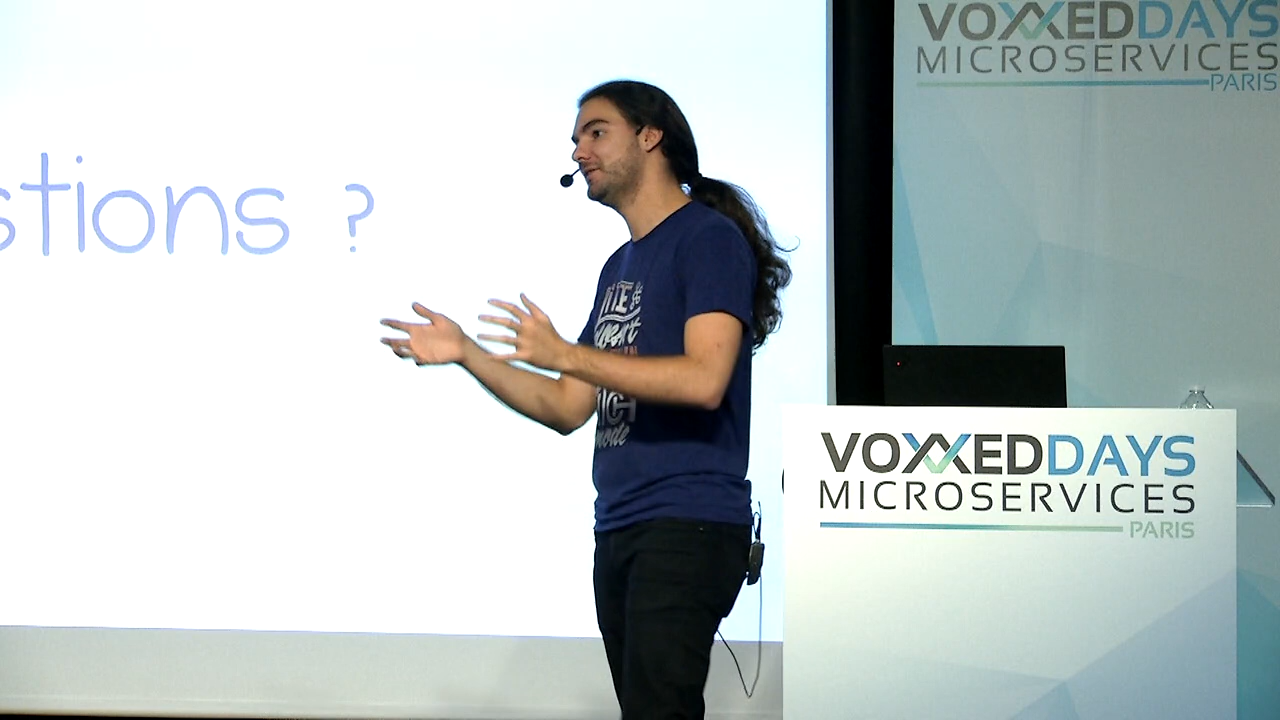 stions ?
VOXXEDDAYS
MICROSERVICES
PARIS
VOXXEDDAYS
MICROSERVICES
PARIS